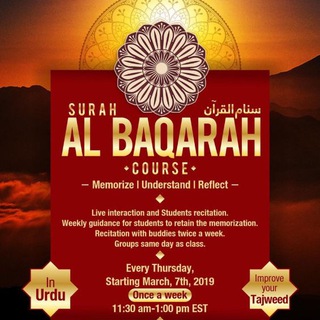 SURAH
سنام القرآن
AL BAQARAH
COURSE
— Memorize | Understand | Reflect —
Live interaction and Students recitation.
Weekly guidance for students to retain the memorization.
Recitation with buddies twice a week.
Groups same day as class.
Every Thursday,
Starting March, 7th, 2019
Once a week
11:30 am-1:00 pm EST
In
Urdu
Improve
your
Tajweed